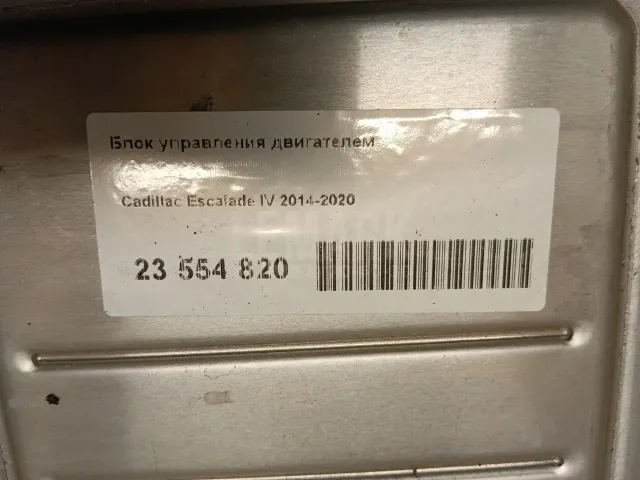 Блок управления двигателем
Cadillac Escalade IV 2014-2020
23 554 820